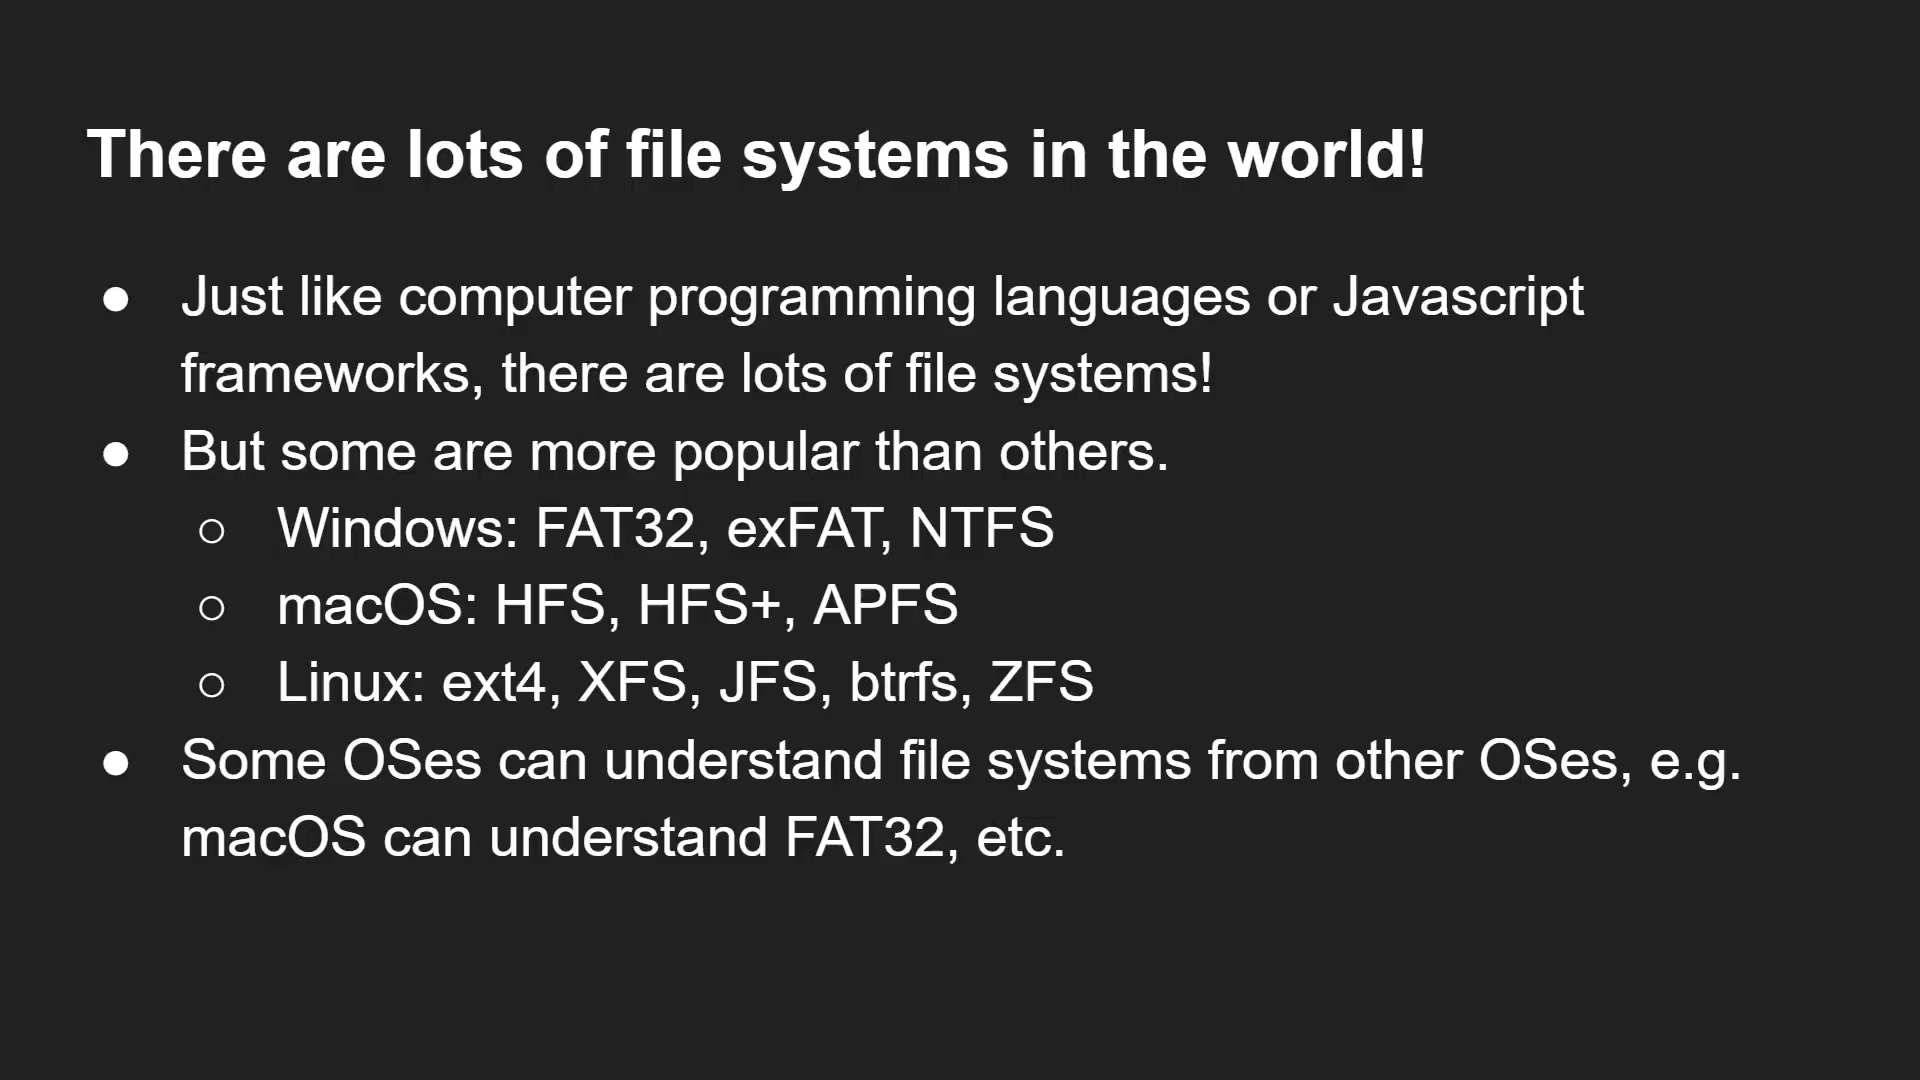 There are lots of file systems in the world!
● Just like computer programming languages or Javascript
frameworks, there are lots of file systems!
● But some are more popular than others.
○ Windows: FAT32, exFAT, NTFS
○ macOS: HFS, HFS+, APFS
○ Linux: ext4, XFS, JFS, btrfs, ZFS
● Some OSes can understand file systems from other OSes, e.g.
macOS can understand FAT32, etc.